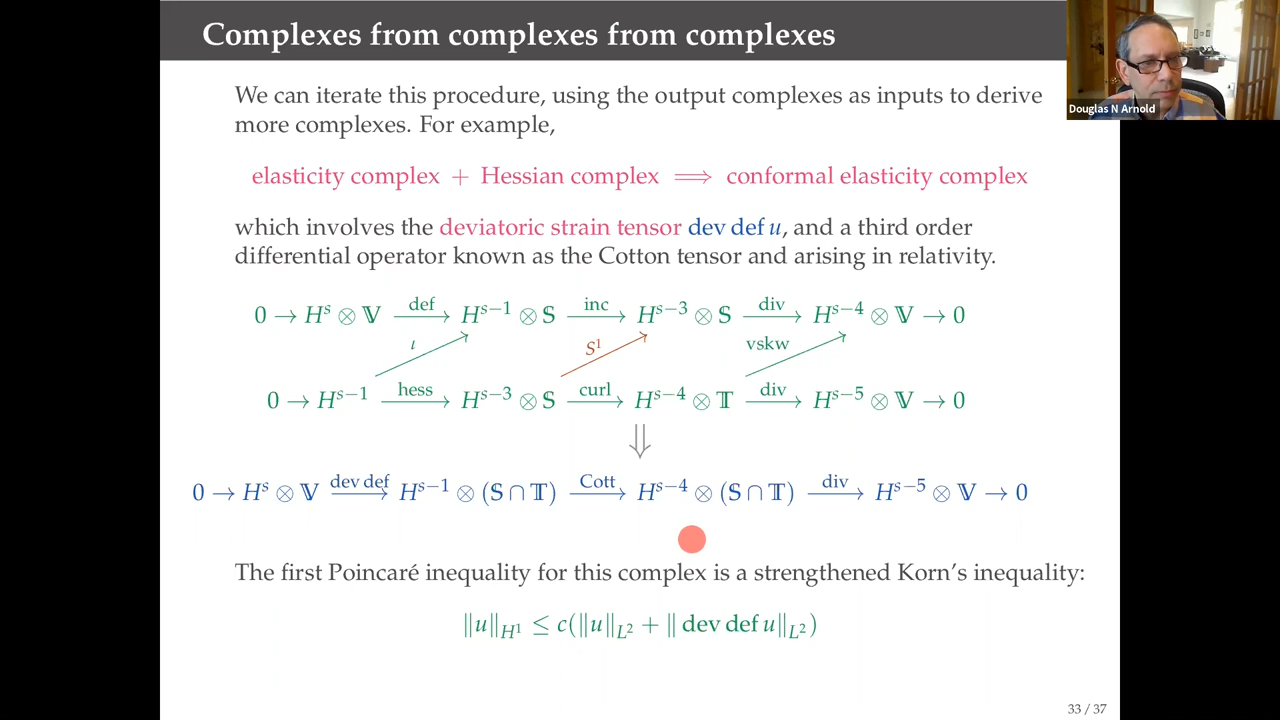 Complexes from complexes from complexes
Douglas N Arnold
We can iterate this procedure, using the output complexes as inputs to derive
more complexes. For example,
elasticity complex + Hessian complex ⟹ conformal elasticity complex
which involves the deviatoric strain tensor dev def u, and a third order
differential operator known as the Cotton tensor and arising in relativity.
0 → H^s ⊗ 𝕍 —def→ H^{s−1} ⊗ 𝕊 —inc→ H^{s−3} ⊗ 𝕊 —div→ H^{s−4} ⊗ 𝕍 → 0
ι S¹ vskw
0 → H^{s−1} —hess→ H^{s−3} ⊗ 𝕊 —curl→ H^{s−4} ⊗ 𝕋 —div→ H^{s−5} ⊗ 𝕍 → 0
⇓
0 → H^s ⊗ 𝕍 —dev def→ H^{s−1} ⊗ (𝕊 ∩ 𝕋) —Cott→ H^{s−4} ⊗ (𝕊 ∩ 𝕋) —div→ H^{s−5} ⊗ 𝕍 → 0
The first Poincaré inequality for this complex is a strengthened Korn's inequality:
‖u‖_{H¹} ≤ c(‖u‖_{L²} + ‖ dev def u‖_{L²})
33 / 37